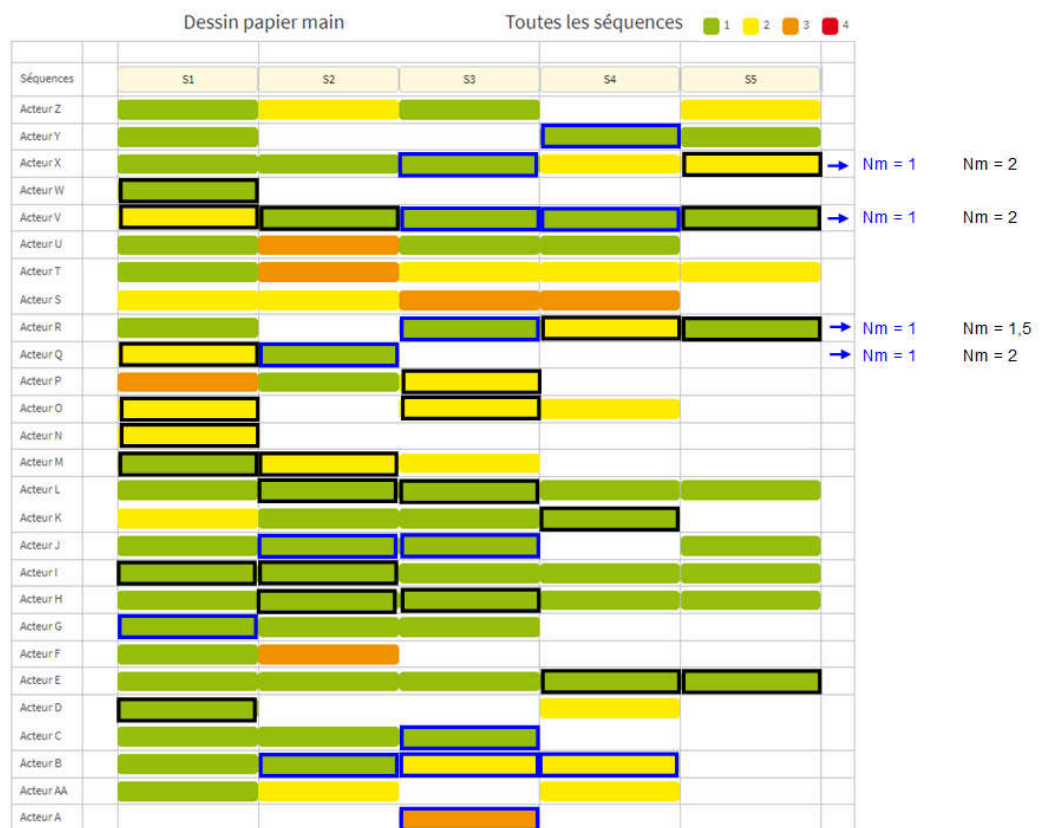 Dessin papier main Toutes les séquences 1 2 3 4
Séquences S1 S2 S3 S4 S5
Acteur Z
Acteur Y
Acteur X Nm = 1 Nm = 2
Acteur W
Acteur V Nm = 1 Nm = 2
Acteur U
Acteur T
Acteur S
Acteur R Nm = 1 Nm = 1,5
Acteur Q Nm = 1 Nm = 2
Acteur P
Acteur O
Acteur N
Acteur M
Acteur L
Acteur K
Acteur J
Acteur I
Acteur H
Acteur G
Acteur F
Acteur E
Acteur D
Acteur C
Acteur B
Acteur AA
Acteur A